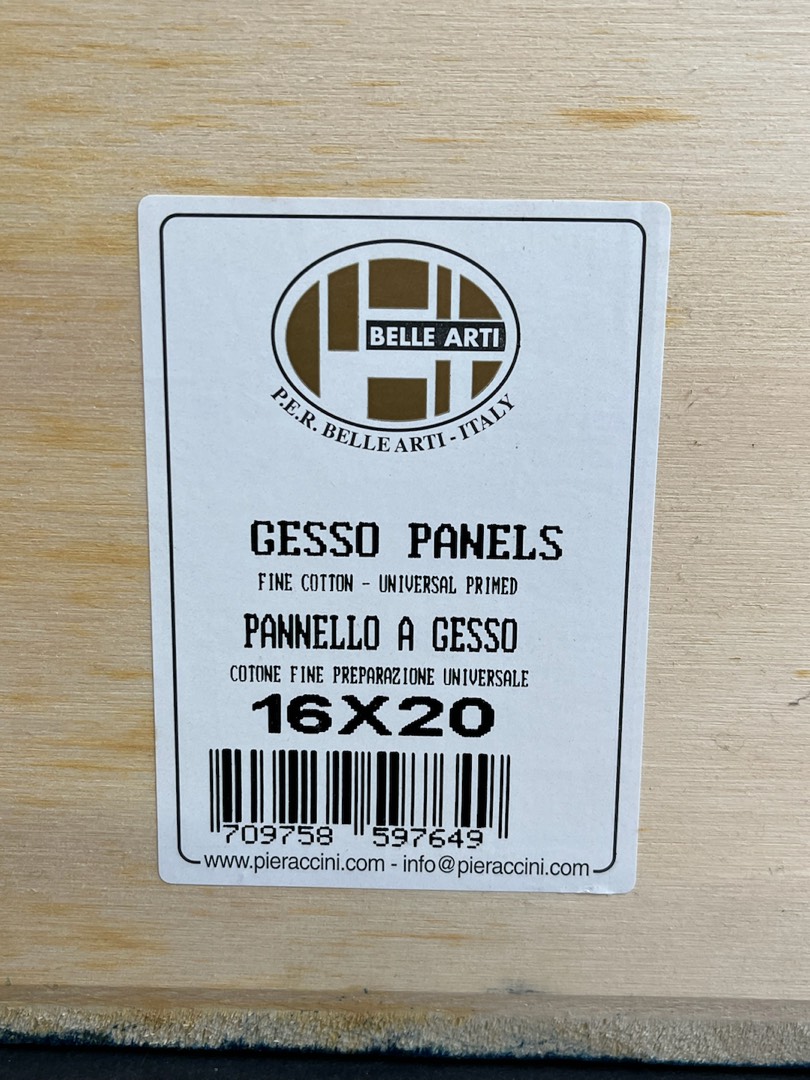 BELLE ARTI
P.E.R. BELLE ARTI - ITALY
GESSO PANELS
FINE COTTON - UNIVERSAL PRIMED
PANNELLO A GESSO
COTONE FINE PREPARAZIONE UNIVERSALE
16X20
709758 597649
www.pieraccini.com - info@pieraccini.com